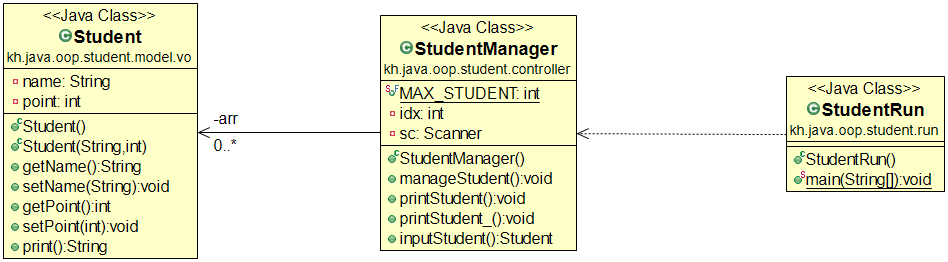 <<Java Class>>
Student
kh.java.oop.student.model.vo
name: String
point: int
Student()
Student(String,int)
getName():String
setName(String):void
getPoint():int
setPoint(int):void
print():String
-arr
0..*
<<Java Class>>
StudentManager
kh.java.oop.student.controller
MAX_STUDENT: int
idx: int
sc: Scanner
StudentManager()
manageStudent():void
printStudent():void
printStudent_():void
inputStudent():Student
<<Java Class>>
StudentRun
kh.java.oop.student.run
StudentRun()
main(String[]):void